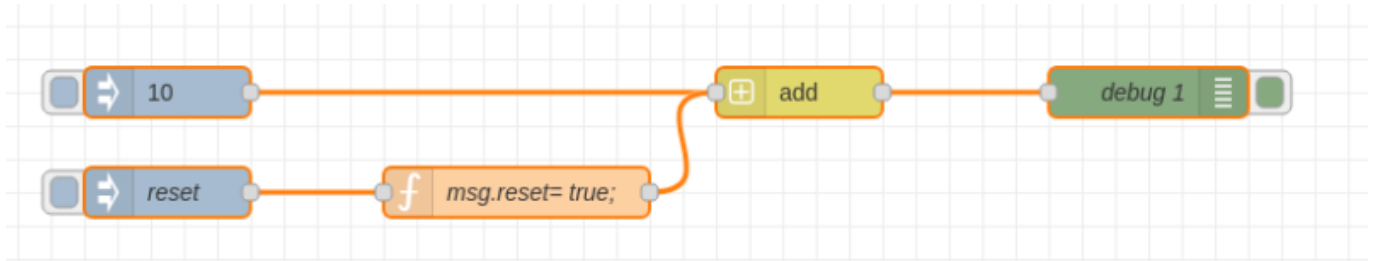 10
add
debug 1
reset
msg.reset= true;